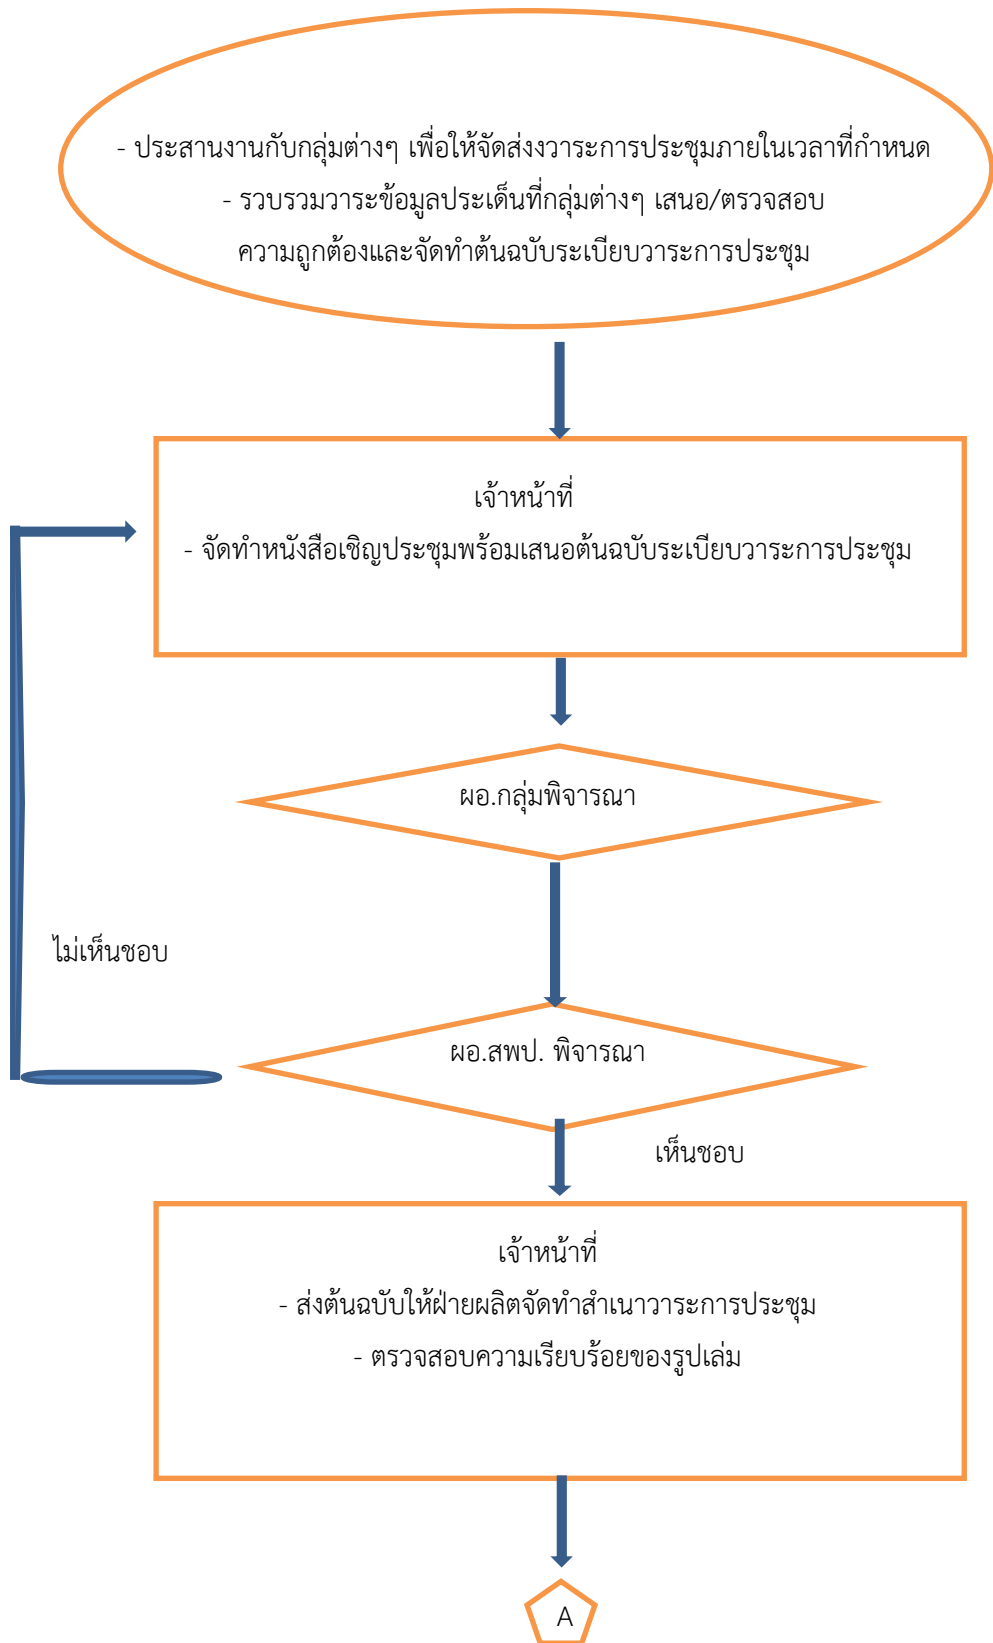 - ประสานงานกับกลุ่มต่างๆ เพื่อให้จัดส่งงวาระการประชุมภายในเวลาที่กำหนด
- รวบรวมวาระข้อมูลประเด็นที่กลุ่มต่างๆ เสนอ/ตรวจสอบ
ความถูกต้องและจัดทำต้นฉบับระเบียบวาระการประชุม
เจ้าหน้าที่
- จัดทำหนังสือเชิญประชุมพร้อมเสนอต้นฉบับระเบียบวาระการประชุม
ผอ.กลุ่มพิจารณา
ไม่เห็นชอบ
ผอ.สพป. พิจารณา
เห็นชอบ
เจ้าหน้าที่
- ส่งต้นฉบับให้ฝ่ายผลิตจัดทำสำเนาวาระการประชุม
- ตรวจสอบความเรียบร้อยของรูปเล่ม
A